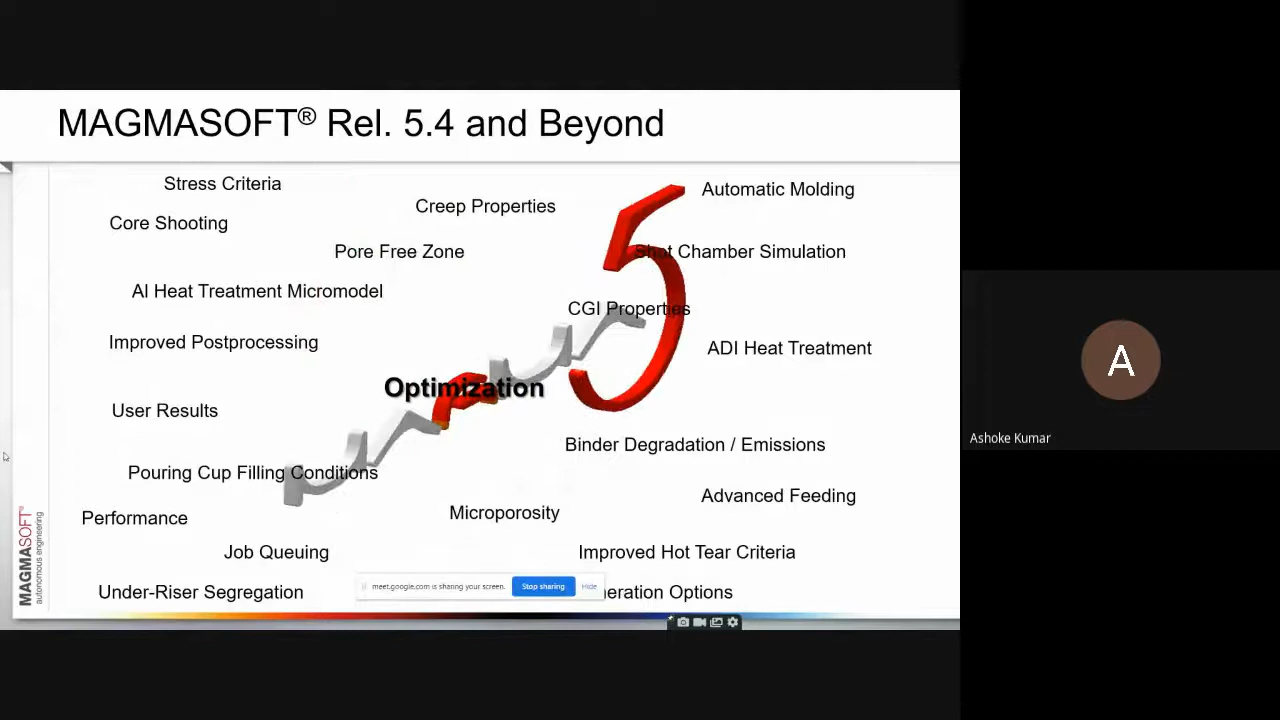 MAGMASOFT® Rel. 5.4 and Beyond
Stress Criteria
Automatic Molding
Creep Properties
Core Shooting
Pore Free Zone
Shot Chamber Simulation
Al Heat Treatment Micromodel
CGI Properties
5
Improved Postprocessing
ADI Heat Treatment
Optimization
User Results
Binder Degradation / Emissions
Pouring Cup Filling Conditions
Advanced Feeding
Microporosity
Performance
Job Queuing
Improved Hot Tear Criteria
meet.google.com is sharing your screen.
Stop sharing
Hide
Under-Riser Segregation
Options
MAGMASOFT®
autonomous engineering
A
Ashoke Kumar